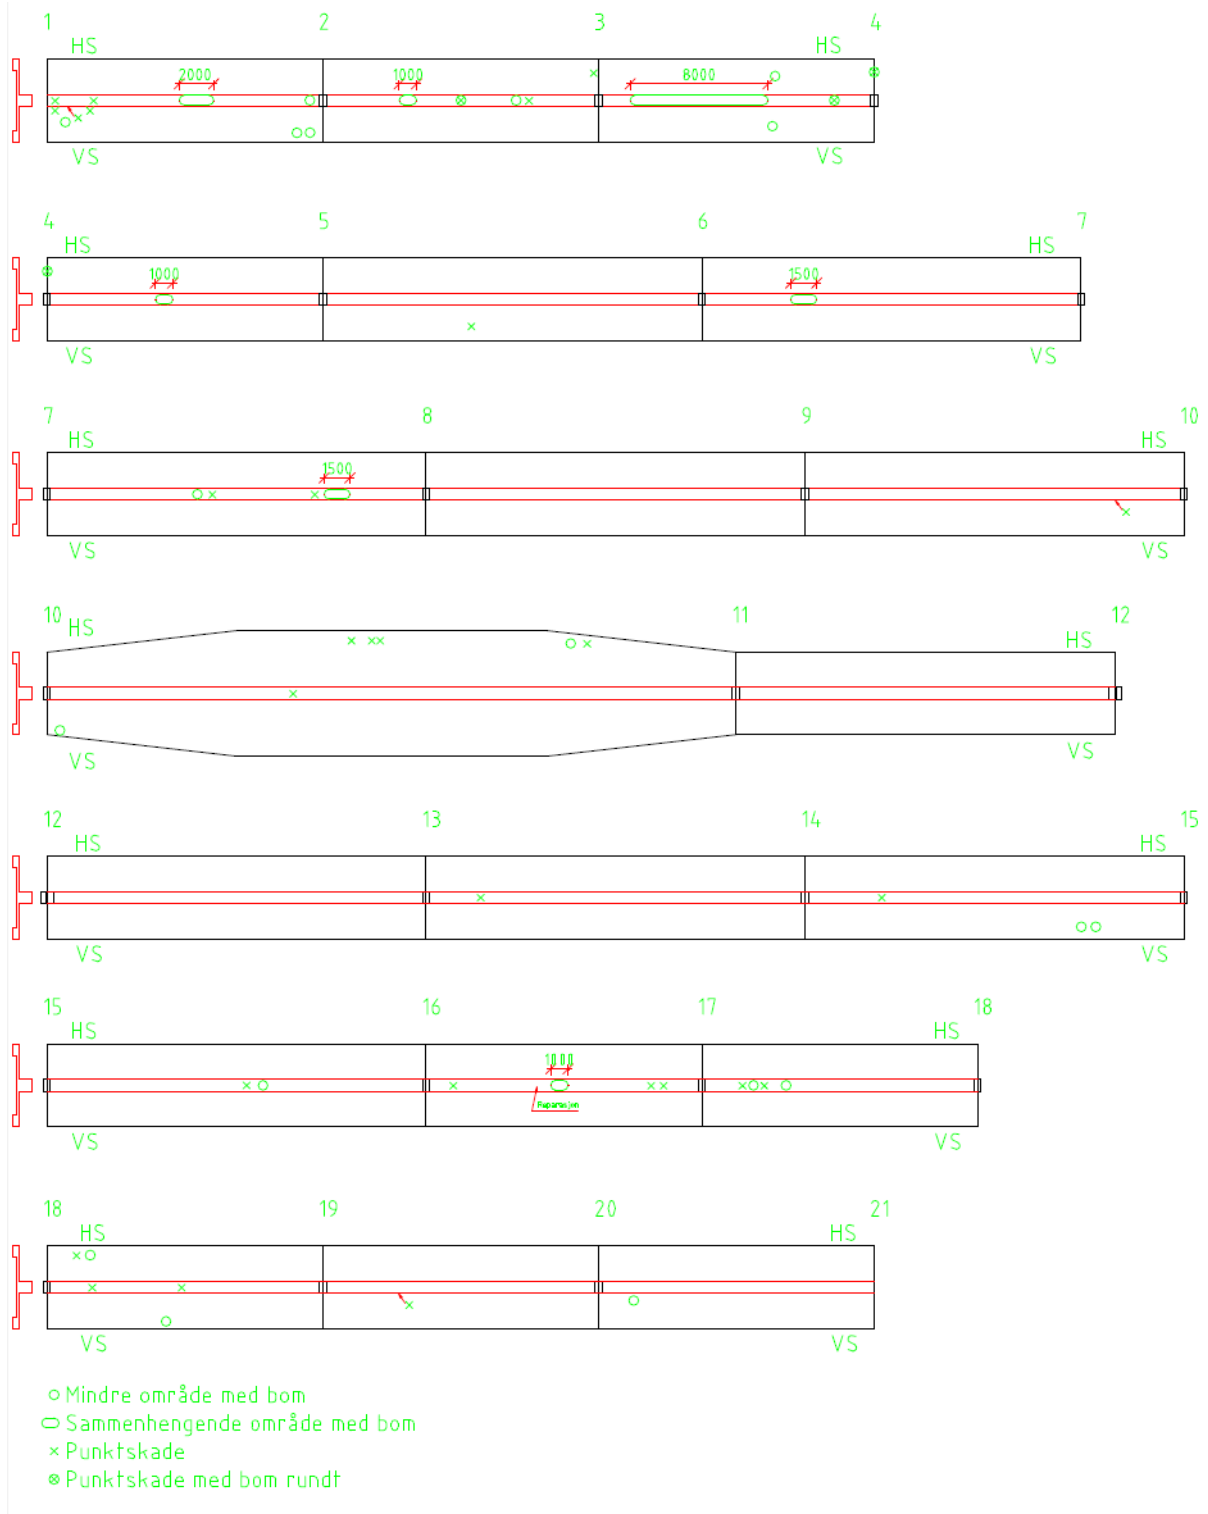 1 2 3 4
HS HS
2000 1000 8000
VS VS
4 5 6 7
HS HS
1000 1500
VS VS
7 8 9 10
HS HS
1500
VS VS
10 11 12
HS HS
VS VS
12 13 14 15
HS HS
VS VS
15 16 17 18
HS HS
1000
Reparasjon
VS VS
18 19 20 21
HS HS
VS VS
Mindre område med bom
Sammenhengende område med bom
Punktskade
Punktskade med bom rundt